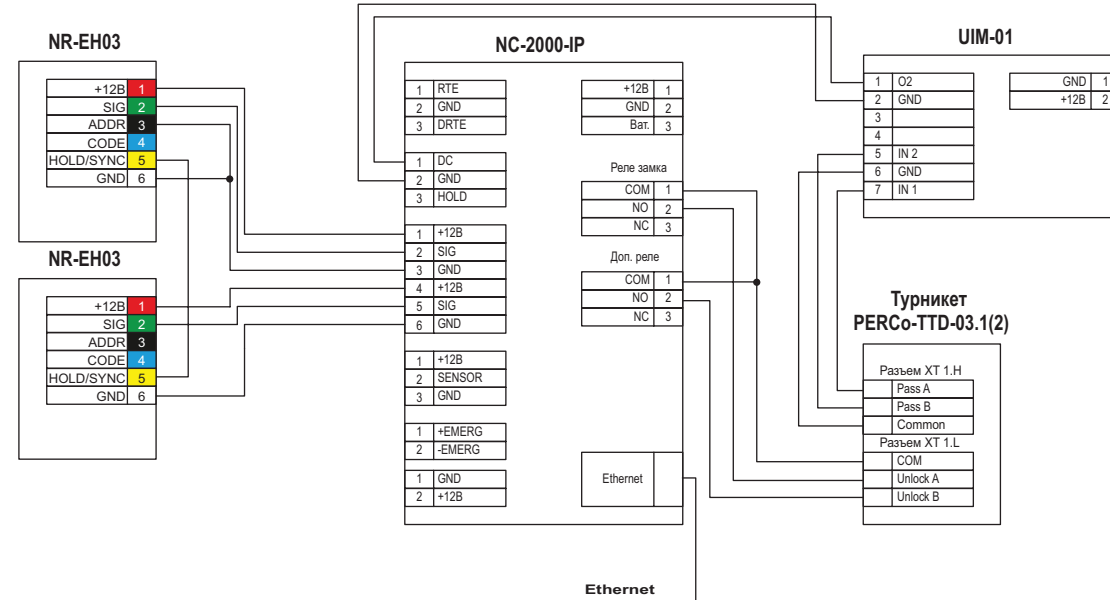 NR-EH03
+12В 1
SIG 2
ADDR 3
CODE 4
HOLD/SYNC 5
GND 6
NR-EH03
+12В 1
SIG 2
ADDR 3
CODE 4
HOLD/SYNC 5
GND 6
NC-2000-IP
1 RTE
2 GND
3 DRTE
1 DC
2 GND
3 HOLD
1 +12В
2 SIG
3 GND
4 +12В
5 SIG
6 GND
1 +12В
2 SENSOR
3 GND
1 +EMERG
2 -EMERG
1 GND
2 +12В
+12В 1
GND 2
Bат. 3
Реле замка
COM 1
NO 2
NC 3
Доп. реле
COM 1
NO 2
NC 3
Ethernet
Ethernet
UIM-01
1 O2
2 GND
3
4
5 IN 2
6 GND
7 IN 1
GND 1
+12В 2
Турникет
PERCo-TTD-03.1(2)
Разъем XT 1.H
Pass A
Pass B
Common
Разъем XT 1.L
COM
Unlock A
Unlock B